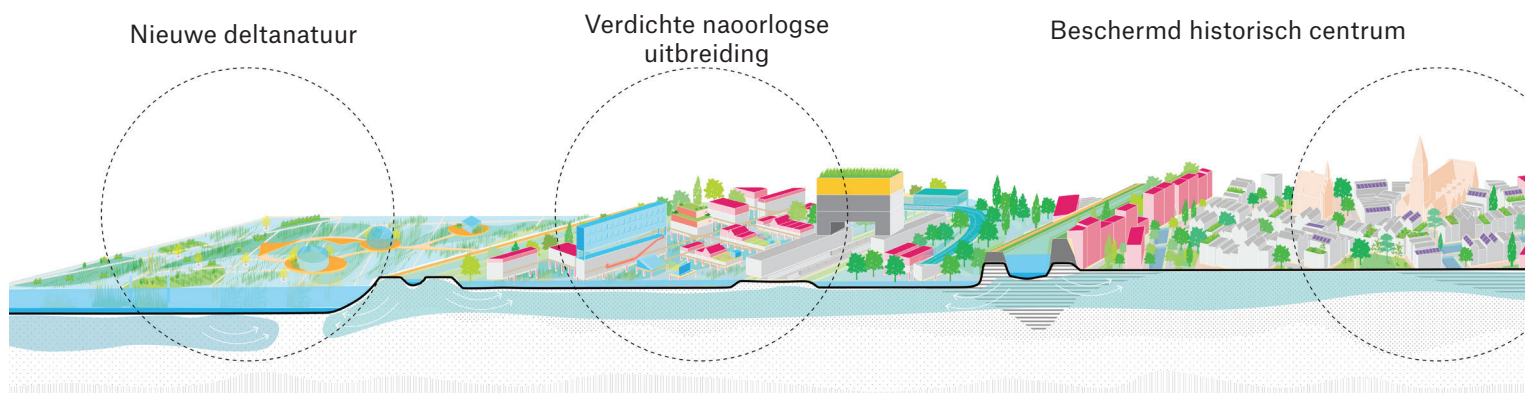 Nieuwe deltanatuur
Verdichte naoorlogse
uitbreiding
Beschermd historisch centrum